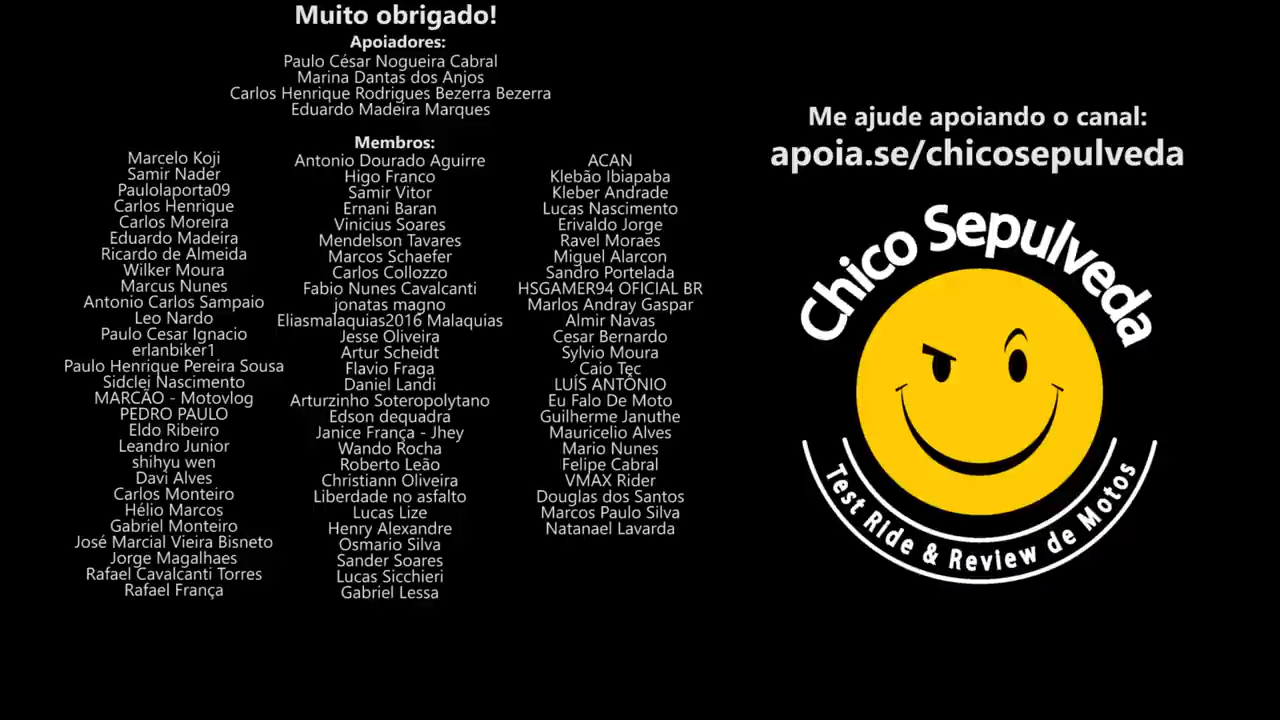 Muito obrigado!
Apoiadores:
Paulo César Nogueira Cabral
Marina Dantas dos Anjos
Carlos Henrique Rodrigues Bezerra Bezerra
Eduardo Madeira Marques
Membros:
Marcelo Koji
Samir Nader
Paulolaporta09
Carlos Henrique
Carlos Moreira
Eduardo Madeira
Ricardo de Almeida
Wilker Moura
Marcus Nunes
Antonio Carlos Sampaio
Leo Nardo
Paulo Cesar Ignacio
erlanbiker1
Paulo Henrique Pereira Sousa
Sidclei Nascimento
MARCÃO - Motovlog
PEDRO PAULO
Eldo Ribeiro
Leandro Junior
shihyu wen
Davi Alves
Carlos Monteiro
Hélio Marcos
Gabriel Monteiro
José Marcial Vieira Bisneto
Jorge Magalhaes
Rafael Cavalcanti Torres
Rafael França
Antonio Dourado Aguirre
Higo Franco
Samir Vitor
Ernani Baran
Vinicius Soares
Mendelson Tavares
Marcos Schaefer
Carlos Collozzo
Fabio Nunes Cavalcanti
jonatas magno
Eliasmalaquias2016 Malaquias
Jesse Oliveira
Artur Scheidt
Flavio Fraga
Daniel Landi
Arturzinho Soteropolytano
Edson dequadra
Janice França - Jhey
Wando Rocha
Roberto Leão
Christiann Oliveira
Liberdade no asfalto
Lucas Lize
Henry Alexandre
Osmario Silva
Sander Soares
Lucas Sicchieri
Gabriel Lessa
ACAN
Klebão Ibiapaba
Kleber Andrade
Lucas Nascimento
Erivaldo Jorge
Ravel Moraes
Miguel Alarcon
Sandro Portelada
HSGAMER94 OFICIAL BR
Marlos Andray Gaspar
Almir Navas
Cesar Bernardo
Sylvio Moura
Caio Tec
LUÍS ANTÔNIO
Eu Falo De Moto
Guilherme Januthe
Mauricelio Alves
Mario Nunes
Felipe Cabral
VMAX Rider
Douglas dos Santos
Marcos Paulo Silva
Natanael Lavarda
Me ajude apoiando o canal:
apoia.se/chicosepulveda
Chico Sepulveda
Test Ride & Review de Motos